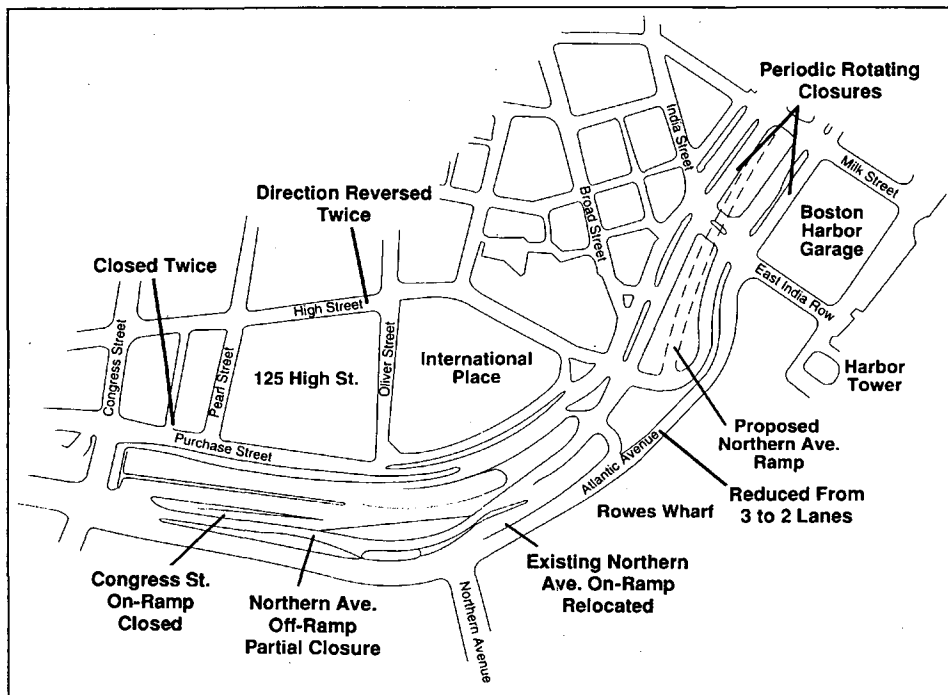 Periodic Rotating
Closures
India Street
Milk Street
Direction Reversed
Twice
Broad Street
Boston
Harbor
Garage
Closed Twice
East India Row
High Street
Congress Street
Pearl Street
125 High St.
Oliver Street
International
Place
Harbor
Tower
Purchase Street
Proposed
Northern Ave.
Ramp
Atlantic Avenue
Reduced From
3 to 2 Lanes
Rowes Wharf
Congress St.
On-Ramp
Closed
Northern Ave.
Off-Ramp
Partial Closure
Northern Avenue
Existing Northern
Ave. On-Ramp
Relocated